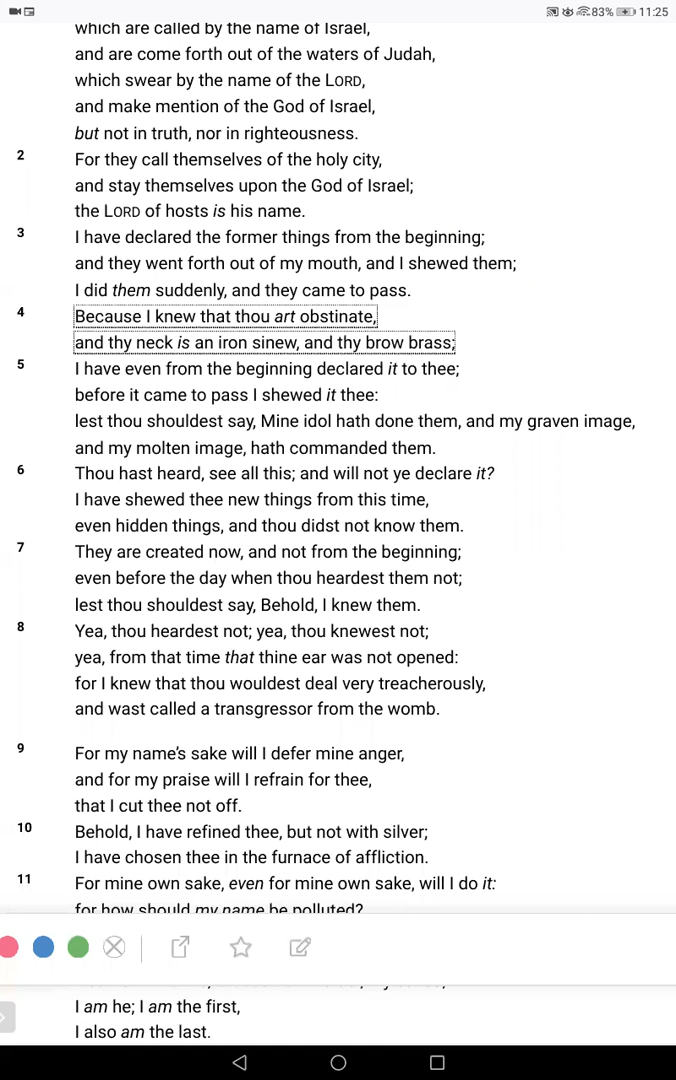 83% 11:25
which are called by the name of Israel,
and are come forth out of the waters of Judah,
which swear by the name of the LORD,
and make mention of the God of Israel,
but not in truth, nor in righteousness.
2 For they call themselves of the holy city,
and stay themselves upon the God of Israel;
the LORD of hosts is his name.
3 I have declared the former things from the beginning;
and they went forth out of my mouth, and I shewed them;
I did them suddenly, and they came to pass.
4 Because I knew that thou art obstinate,
and thy neck is an iron sinew, and thy brow brass;
5 I have even from the beginning declared it to thee;
before it came to pass I shewed it thee:
lest thou shouldest say, Mine idol hath done them, and my graven image,
and my molten image, hath commanded them.
6 Thou hast heard, see all this; and will not ye declare it?
I have shewed thee new things from this time,
even hidden things, and thou didst not know them.
7 They are created now, and not from the beginning;
even before the day when thou heardest them not;
lest thou shouldest say, Behold, I knew them.
8 Yea, thou heardest not; yea, thou knewest not;
yea, from that time that thine ear was not opened:
for I knew that thou wouldest deal very treacherously,
and wast called a transgressor from the womb.
9 For my name's sake will I defer mine anger,
and for my praise will I refrain for thee,
that I cut thee not off.
10 Behold, I have refined thee, but not with silver;
I have chosen thee in the furnace of affliction.
11 For mine own sake, even for mine own sake, will I do it:
for how should my name be polluted?
I am he; I am the first,
I also am the last.